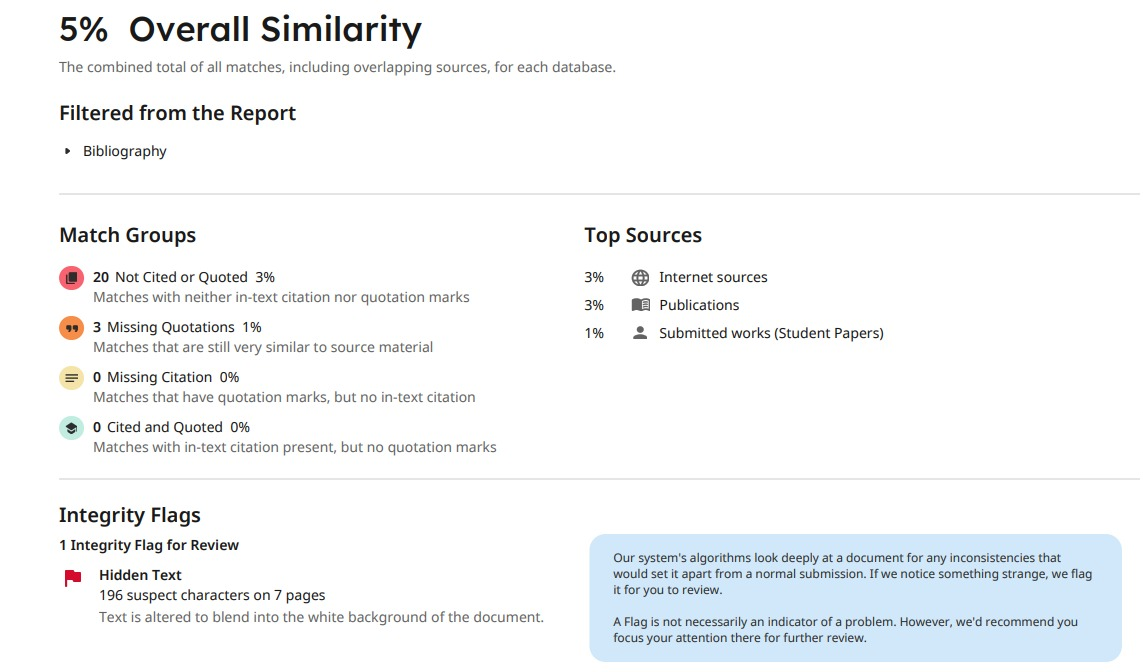 5% Overall Similarity
The combined total of all matches, including overlapping sources, for each database.
Filtered from the Report
Bibliography
Match Groups
20 Not Cited or Quoted 3%
Matches with neither in-text citation nor quotation marks
3 Missing Quotations 1%
Matches that are still very similar to source material
0 Missing Citation 0%
Matches that have quotation marks, but no in-text citation
0 Cited and Quoted 0%
Matches with in-text citation present, but no quotation marks
Top Sources
3% Internet sources
3% Publications
1% Submitted works (Student Papers)
Integrity Flags
1 Integrity Flag for Review
Hidden Text
196 suspect characters on 7 pages
Text is altered to blend into the white background of the document.
Our system's algorithms look deeply at a document for any inconsistencies that
would set it apart from a normal submission. If we notice something strange, we flag
it for you to review.
A Flag is not necessarily an indicator of a problem. However, we'd recommend you
focus your attention there for further review.